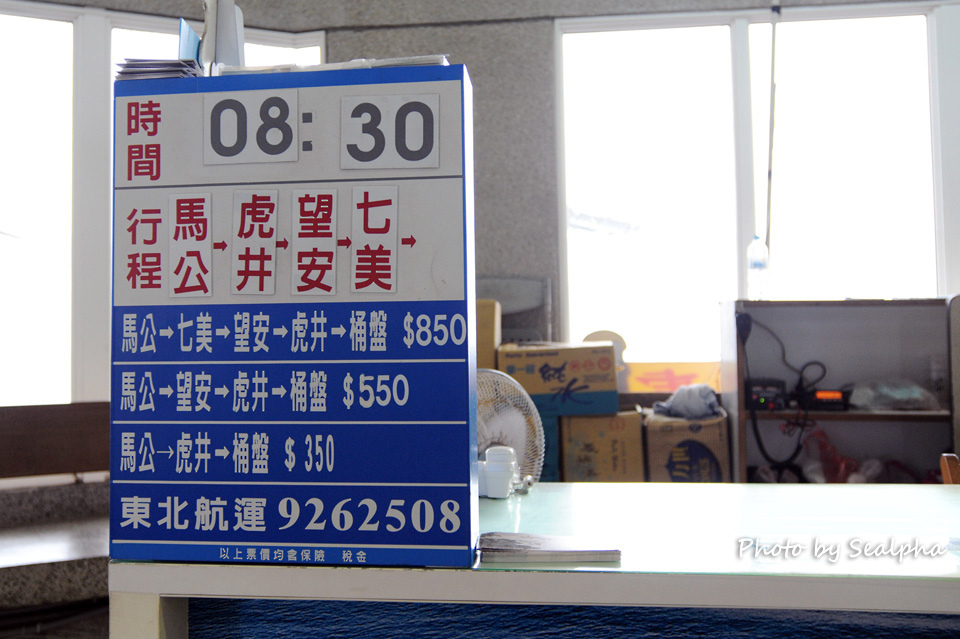 時間 08:30
行程 馬公→虎井→望安→七美→
馬公→七美→望安→虎井→桶盤 $850
馬公→望安→虎井→桶盤 $550
馬公→虎井→桶盤 $350
東北航運 9262508
以上票價均含保險 稅金
Photo by Sealpha